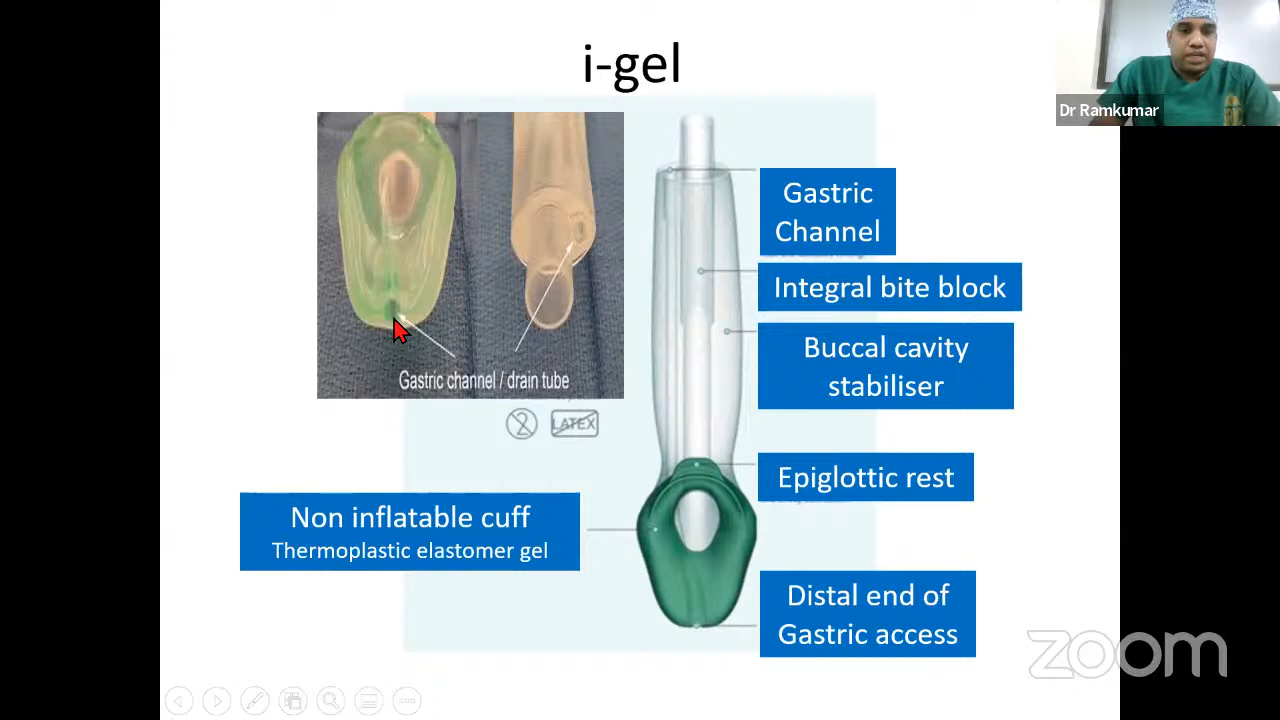 i-gel
Dr Ramkumar
Gastric
Channel
Integral bite block
Buccal cavity
stabiliser
Gastric channel / drain tube
2
LATEX
Epiglottic rest
Non inflatable cuff
Thermoplastic elastomer gel
Distal end of
Gastric access
zoom